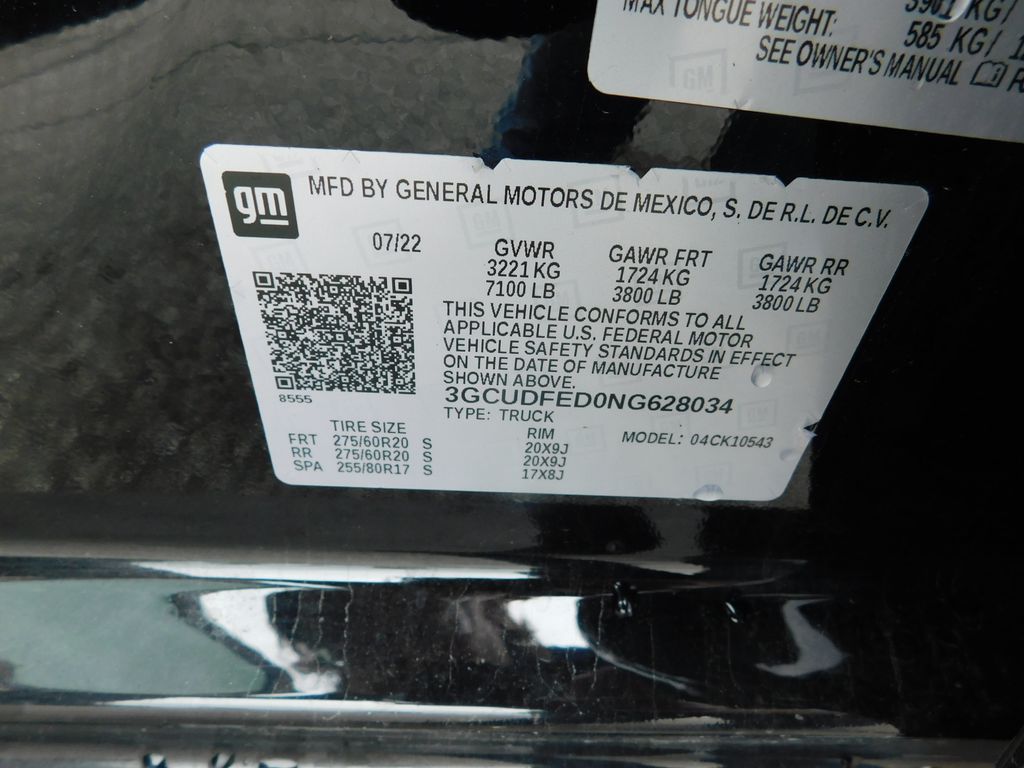 MAX TONGUE WEIGHT:
585 KG/
SEE OWNER'S MANUAL
GM
gm
MFD BY GENERAL MOTORS DE MEXICO, S. DE R.L. DE C.V.
07/22
GVWR GAWR FRT GAWR RR
3221 KG 1724 KG 1724 KG
7100 LB 3800 LB 3800 LB
THIS VEHICLE CONFORMS TO ALL
APPLICABLE U.S. FEDERAL MOTOR
VEHICLE SAFETY STANDARDS IN EFFECT
ON THE DATE OF MANUFACTURE
SHOWN ABOVE.
8555
3GCUDFED0NG628034
TYPE: TRUCK
TIRE SIZE RIM MODEL: 04CK10543
FRT 275/60R20 S 20X9J
RR 275/60R20 S 20X9J
SPA 255/80R17 S 17X8J